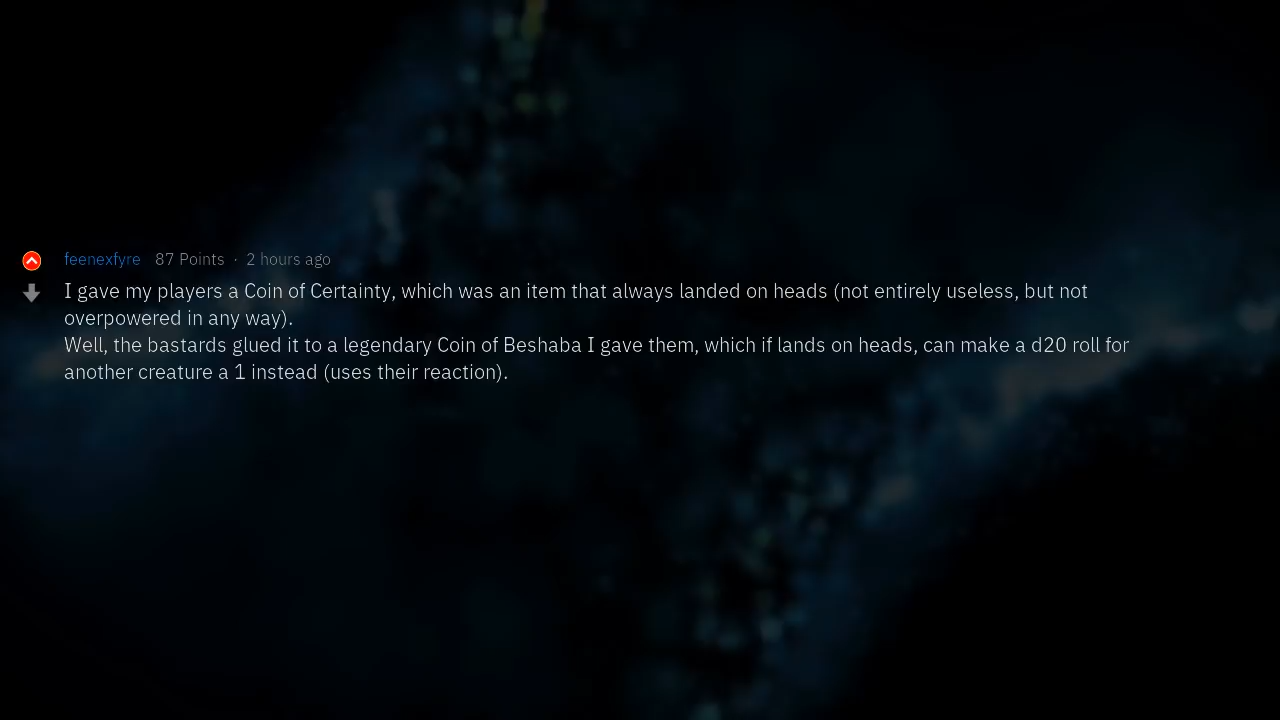 feenexfyre 87 Points · 2 hours ago
I gave my players a Coin of Certainty, which was an item that always landed on heads (not entirely useless, but not
overpowered in any way).
Well, the bastards glued it to a legendary Coin of Beshaba I gave them, which if lands on heads, can make a d20 roll for
another creature a 1 instead (uses their reaction).